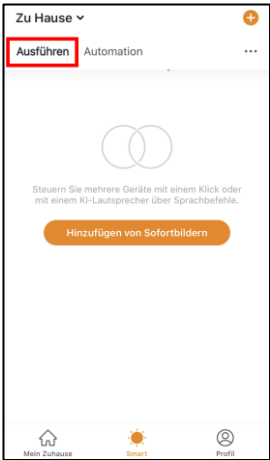 Zu Hause
Ausführen Automation ...
Steuern Sie mehrere Geräte mit einem Klick oder
mit einem KI-Lautsprecher über Sprachbefehle.
Hinzufügen von Sofortbildern
Mein Zuhause Smart Profil